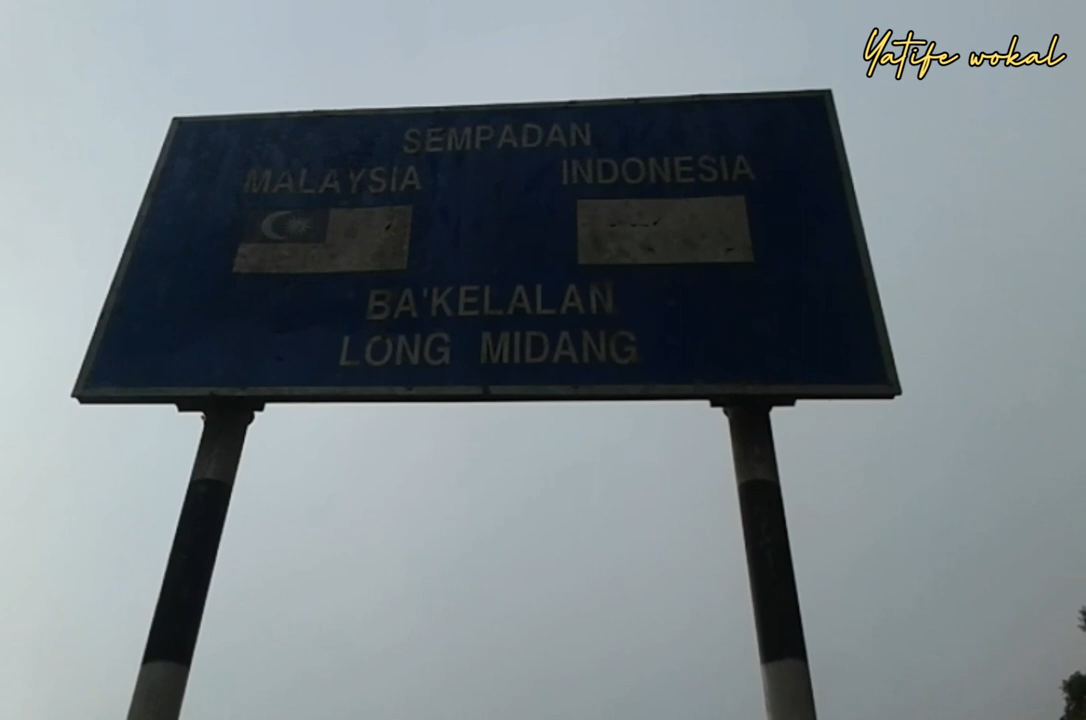 Yatife wokal
SEMPADAN
MALAYSIA INDONESIA
BA'KELALAN
LONG MIDANG